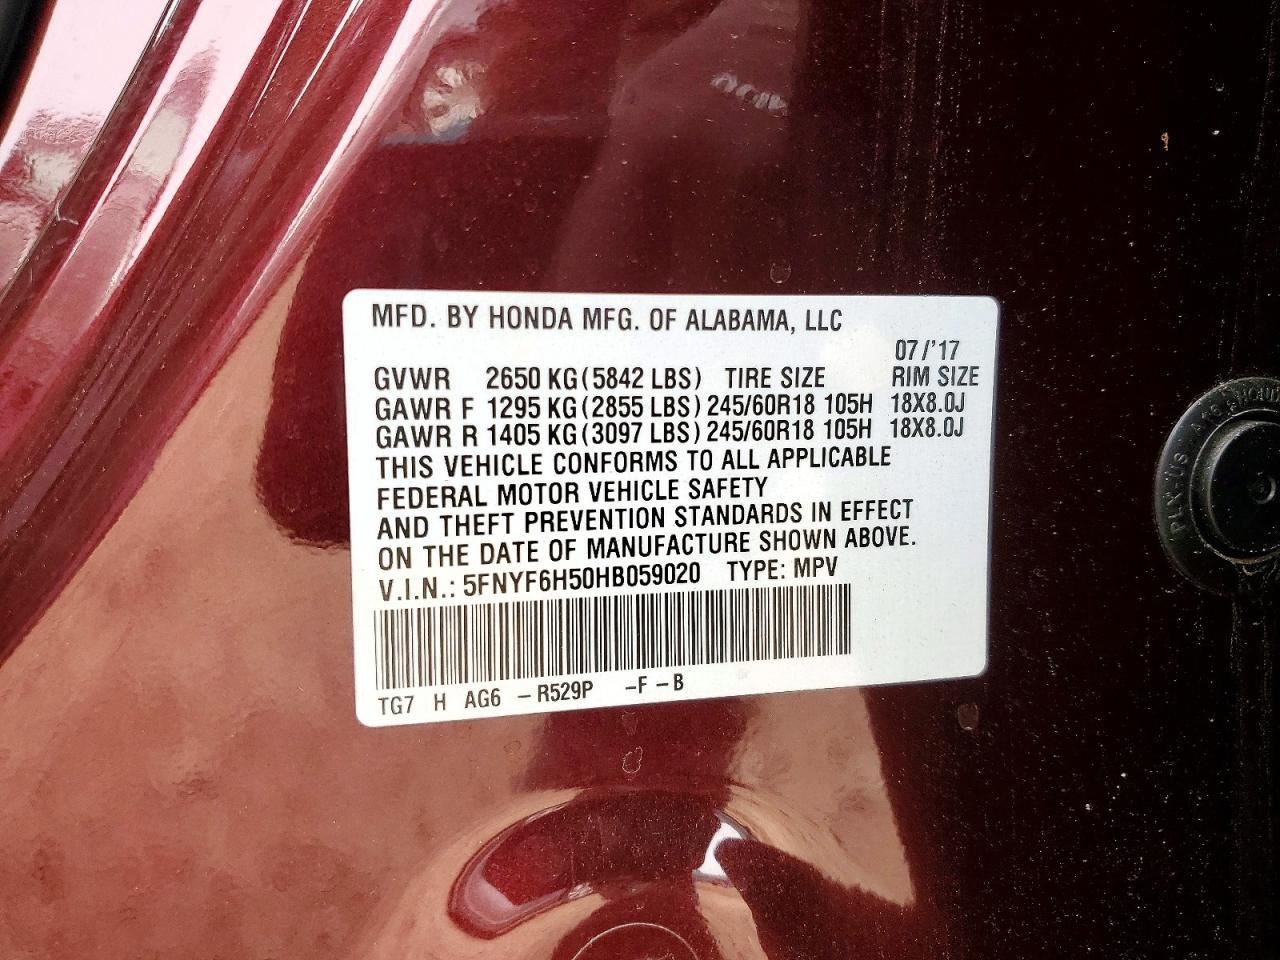 MFD. BY HONDA MFG. OF ALABAMA, LLC
07/'17
GVWR 2650 KG (5842 LBS) TIRE SIZE RIM SIZE
GAWR F 1295 KG (2855 LBS) 245/60R18 105H 18X8.0J
GAWR R 1405 KG (3097 LBS) 245/60R18 105H 18X8.0J
THIS VEHICLE CONFORMS TO ALL APPLICABLE
FEDERAL MOTOR VEHICLE SAFETY
AND THEFT PREVENTION STANDARDS IN EFFECT
ON THE DATE OF MANUFACTURE SHOWN ABOVE.
V.I.N.: 5FNYF6H50HB059020 TYPE: MPV
TG7 H AG6 -R529P -F-B